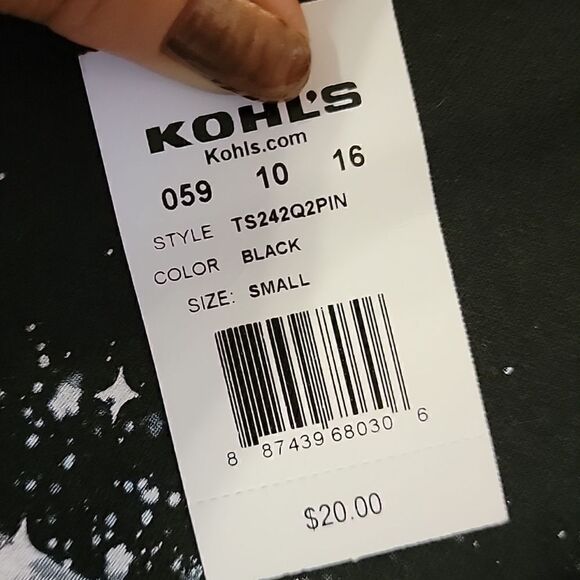 KOHL'S
Kohls.com
059 10 16
STYLE TS242Q2PIN
COLOR BLACK
SIZE: SMALL
8 87439 68030 6
$20.00